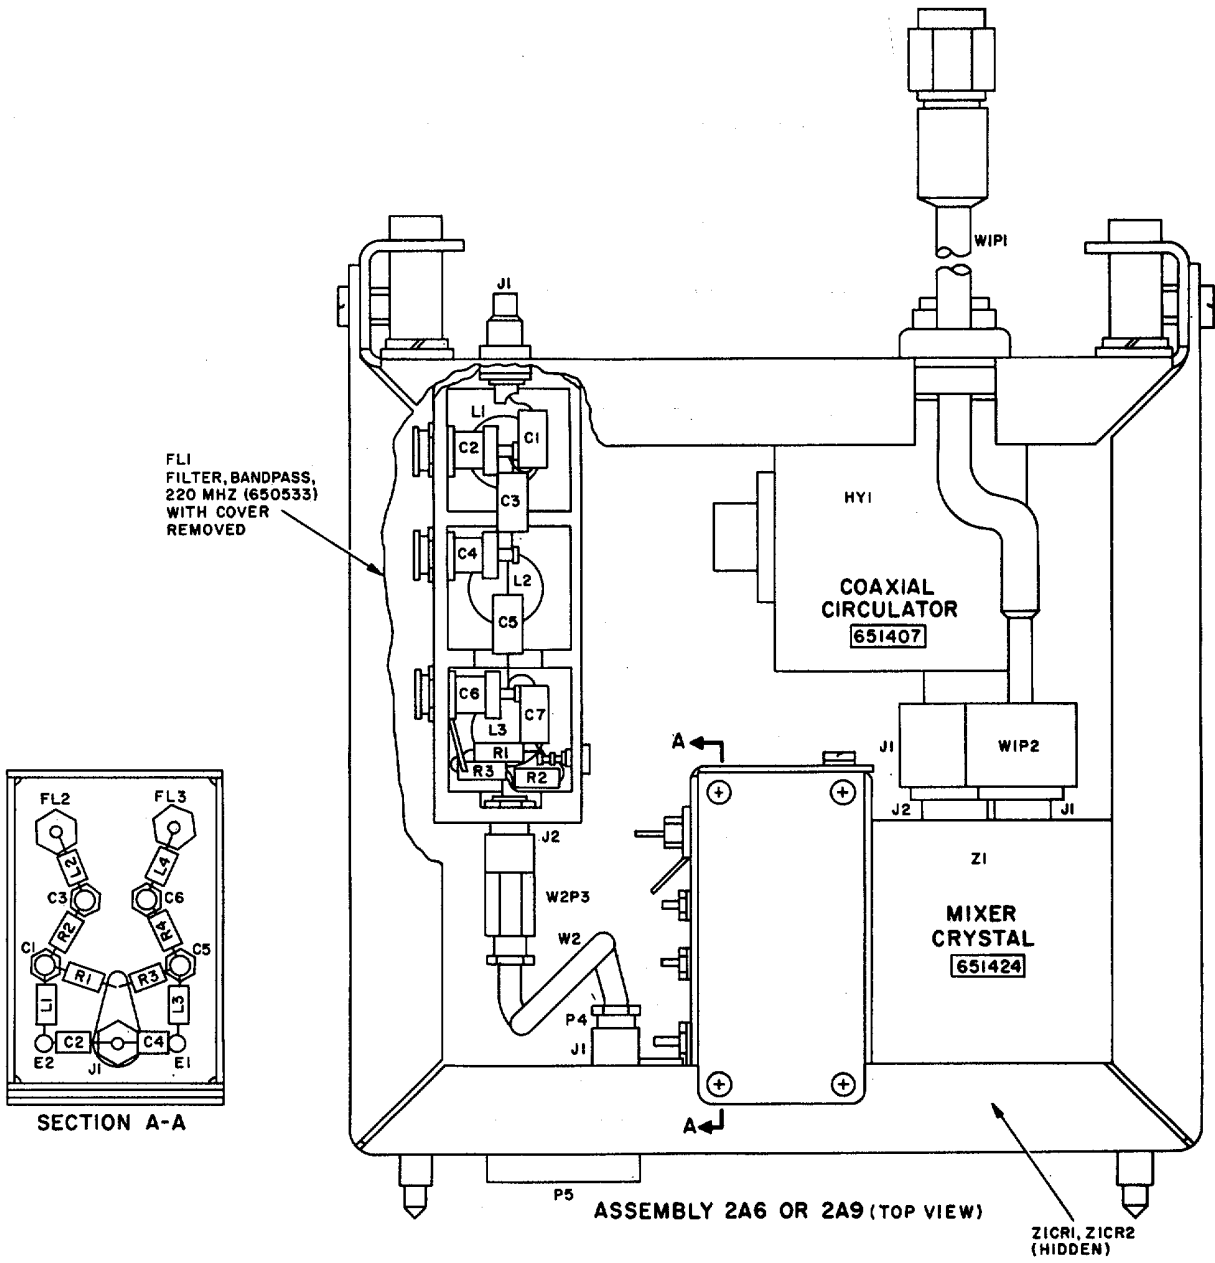 W1P1
J1
L1
C1
C2
C3
FL1
FILTER, BANDPASS,
220 MHZ (650533)
WITH COVER
REMOVED
HY1
C4
L2
COAXIAL
CIRCULATOR
651407
C5
C6
C7
L3
R1
R3
R2
A
J1
W1P2
J2
J2
J1
Z1
W2P3
MIXER
CRYSTAL
651424
W2
P4
J1
A
P5
ASSEMBLY 2A6 OR 2A9 (TOP VIEW)
Z1CR1, Z1CR2
(HIDDEN)
FL2
FL3
L2
L4
C3
C6
R2
R4
C1
C5
R1
R3
L1
L3
C2
C4
E2
J1
E1
SECTION A-A